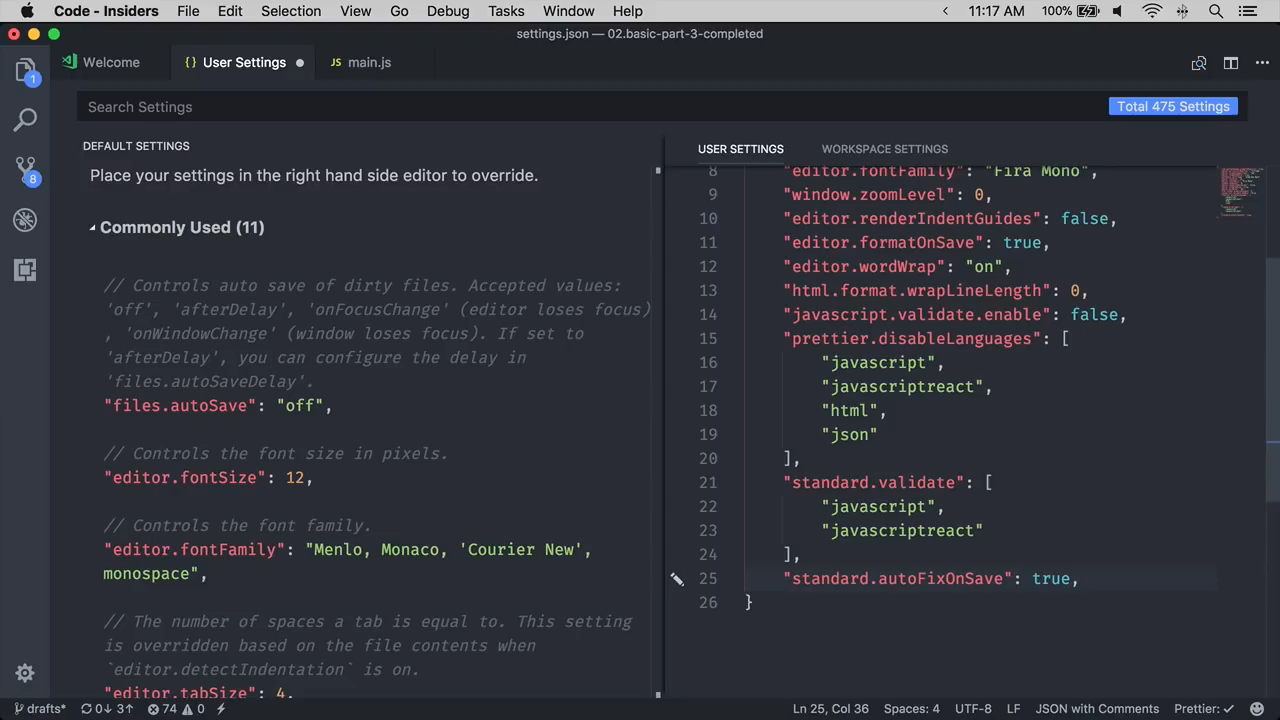 Code - Insiders File Edit Selection View Go Debug Tasks Window Help 11:17 AM 100%
settings.json — 02.basic-part-3-completed
Welcome { } User Settings JS main.js
1
8
Search Settings Total 475 Settings
DEFAULT SETTINGS
Place your settings in the right hand side editor to override.
Commonly Used (11)
// Controls auto save of dirty files. Accepted values:
'off', 'afterDelay', 'onFocusChange' (editor loses focus)
, 'onWindowChange' (window loses focus). If set to
'afterDelay', you can configure the delay in
'files.autoSaveDelay'.
"files.autoSave": "off",
// Controls the font size in pixels.
"editor.fontSize": 12,
// Controls the font family.
"editor.fontFamily": "Menlo, Monaco, 'Courier New',
monospace",
// The number of spaces a tab is equal to. This setting
is overridden based on the file contents when
`editor.detectIndentation` is on.
"editor.tabSize": 4,
USER SETTINGS WORKSPACE SETTINGS
8 "editor.fontFamily": "Fira Mono",
9 "window.zoomLevel": 0,
10 "editor.renderIndentGuides": false,
11 "editor.formatOnSave": true,
12 "editor.wordWrap": "on",
13 "html.format.wrapLineLength": 0,
14 "javascript.validate.enable": false,
15 "prettier.disableLanguages": [
16 "javascript",
17 "javascriptreact",
18 "html",
19 "json"
20 ],
21 "standard.validate": [
22 "javascript",
23 "javascriptreact"
24 ],
25 "standard.autoFixOnSave": true,
26 }
drafts* 0↓ 3↑ 74 0 Ln 25, Col 36 Spaces: 4 UTF-8 LF JSON with Comments Prettier: ✓